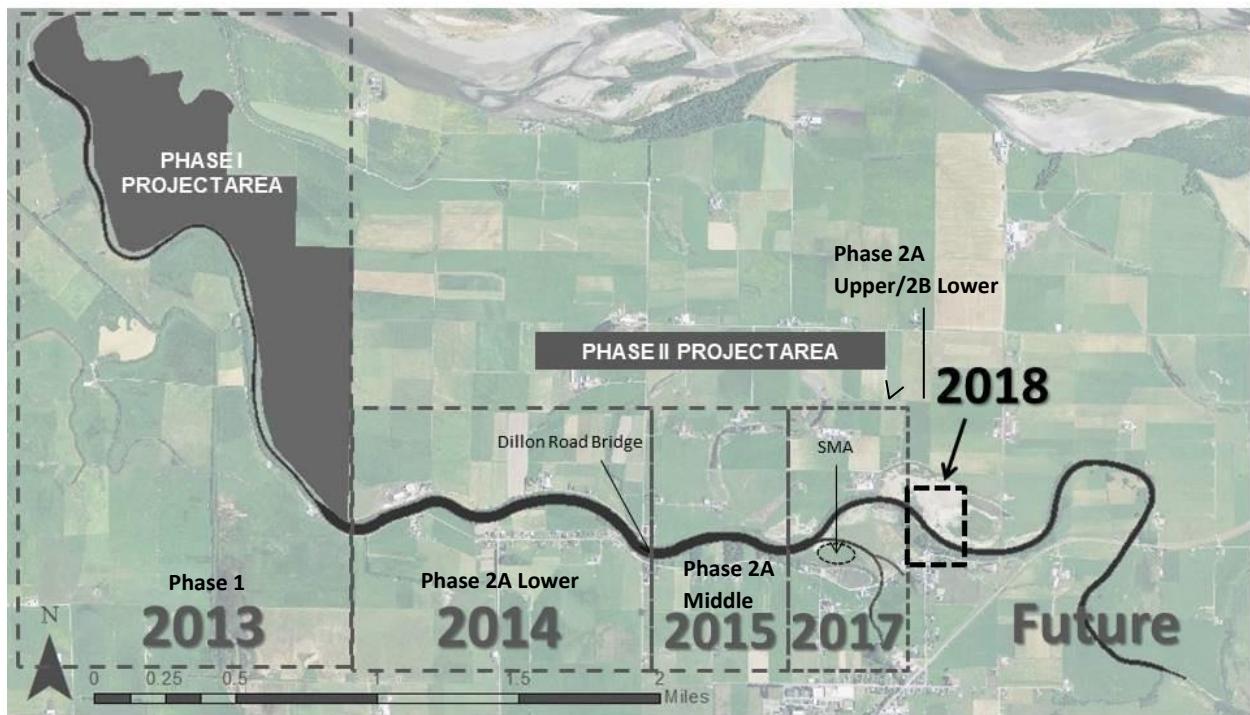 PHASE I
PROJECTAREA
Phase 2A
Upper/2B Lower
PHASE II PROJECTAREA
2018
Dillon Road Bridge
SMA
Phase 1
2013
Phase 2A Lower
2014
Phase 2A
Middle
2015
2017
Future
N
0 0.25 0.5 1 1.5 2
Miles